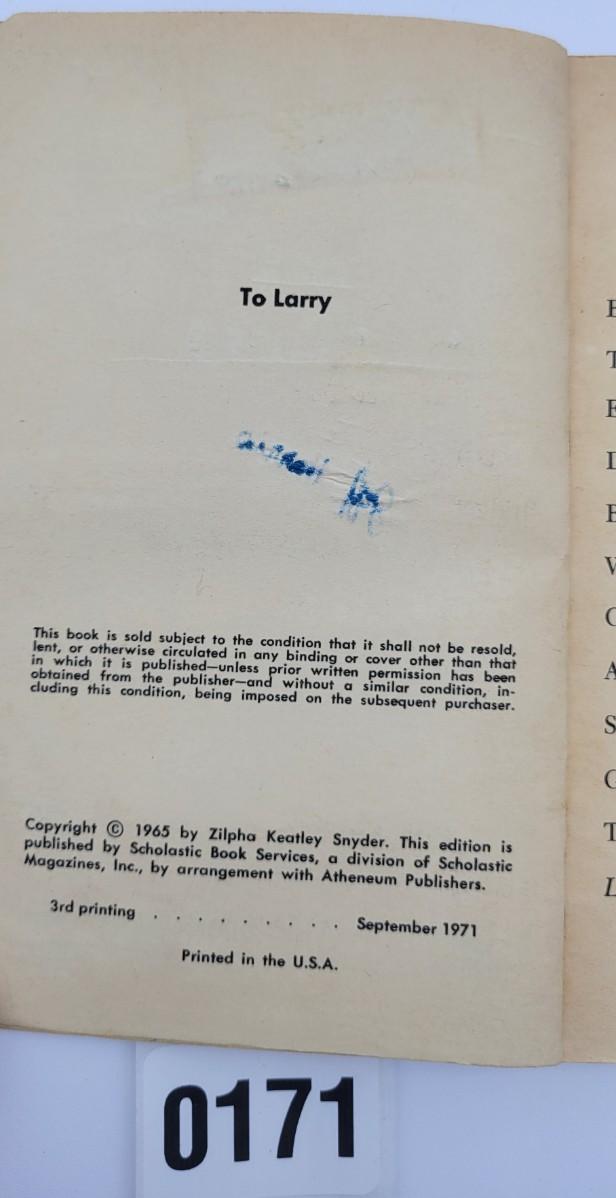 To Larry
This book is sold subject to the condition that it shall not be resold,
lent, or otherwise circulated in any binding or cover other than that
in which it is published—unless prior written permission has been
obtained from the publisher—and without a similar condition, in-
cluding this condition, being imposed on the subsequent purchaser.
Copyright © 1965 by Zilpha Keatley Snyder. This edition is
published by Scholastic Book Services, a division of Scholastic
Magazines, Inc., by arrangement with Atheneum Publishers.
3rd printing . . . . . . . . . September 1971
Printed in the U.S.A.
0171